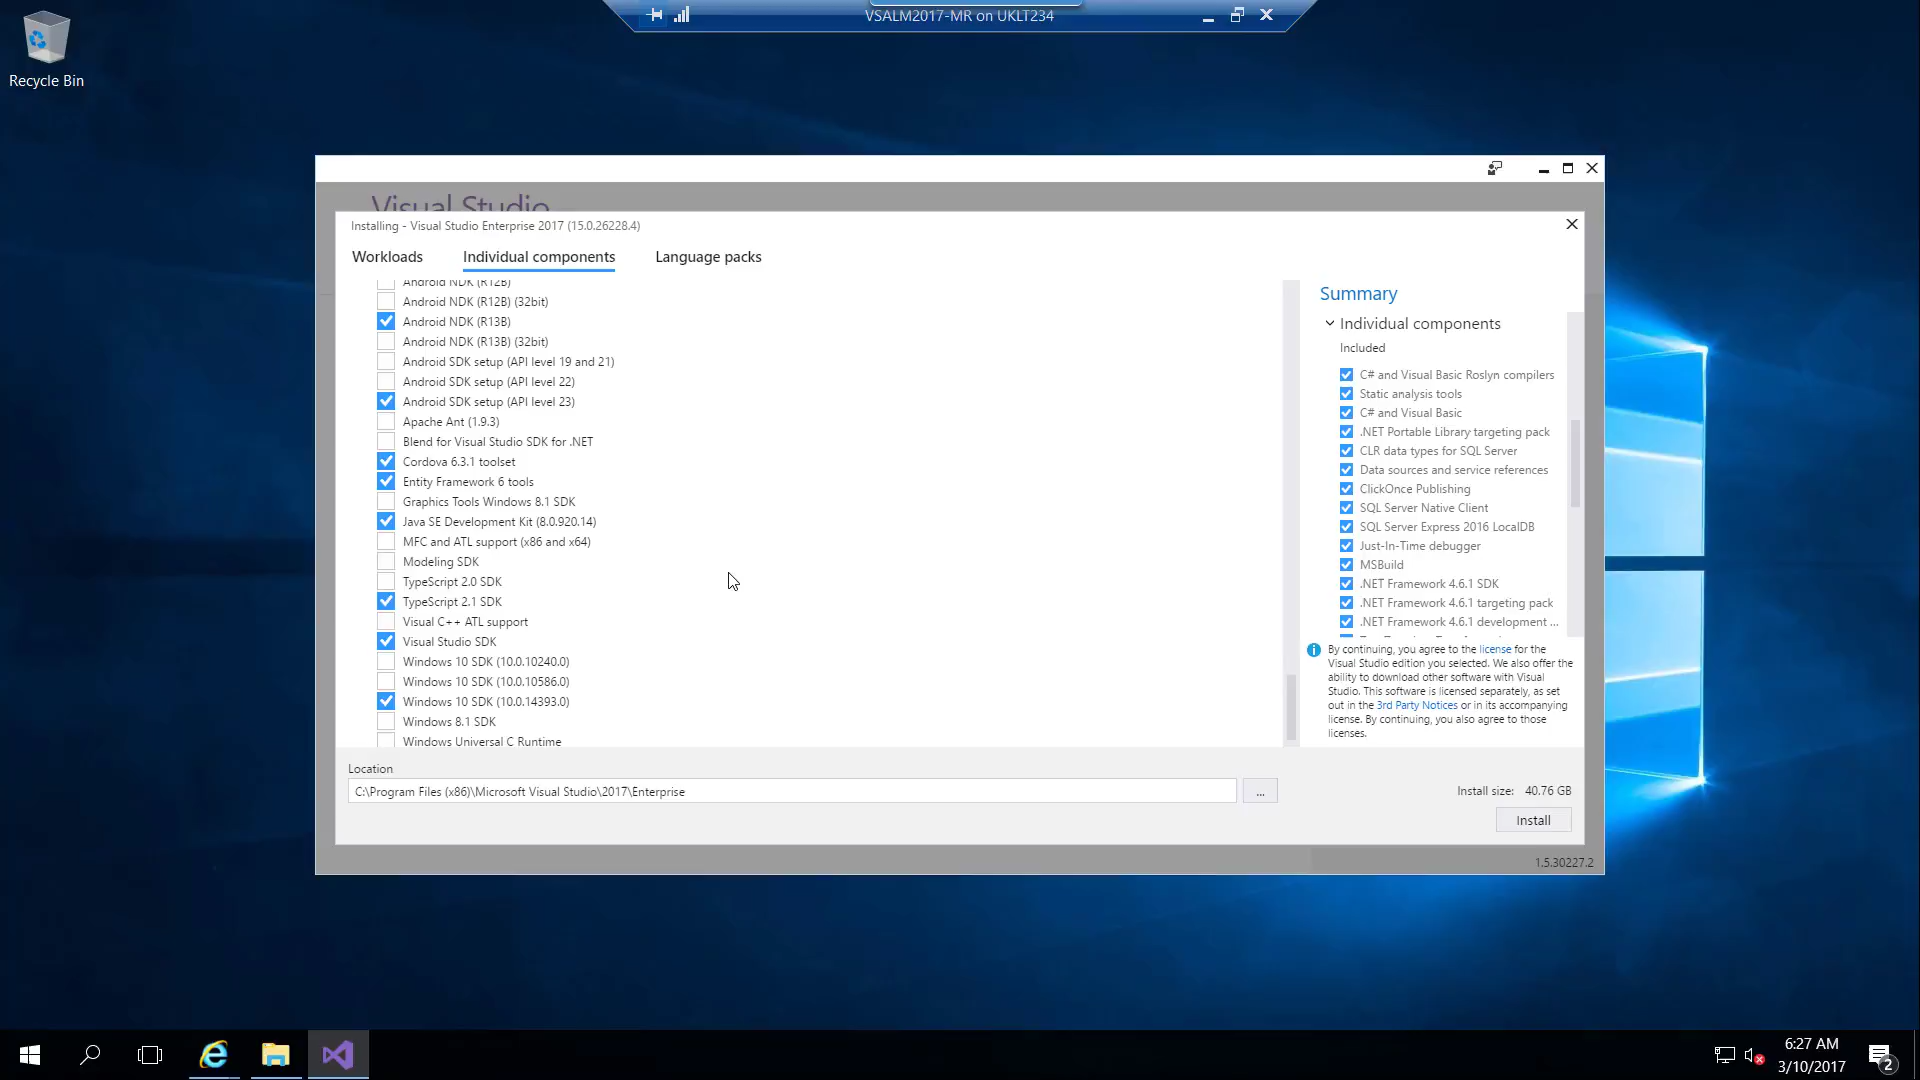 VSALM2017-MR on UKLT234
Recycle Bin
Visual Studio
Installing - Visual Studio Enterprise 2017 (15.0.26228.4)
Workloads
Individual components
Language packs
Android NDK (R12B)
Android NDK (R12B) (32bit)
Android NDK (R13B)
Android NDK (R13B) (32bit)
Android SDK setup (API level 19 and 21)
Android SDK setup (API level 22)
Android SDK setup (API level 23)
Apache Ant (1.9.3)
Blend for Visual Studio SDK for .NET
Cordova 6.3.1 toolset
Entity Framework 6 tools
Graphics Tools Windows 8.1 SDK
Java SE Development Kit (8.0.920.14)
MFC and ATL support (x86 and x64)
Modeling SDK
TypeScript 2.0 SDK
TypeScript 2.1 SDK
Visual C++ ATL support
Visual Studio SDK
Windows 10 SDK (10.0.10240.0)
Windows 10 SDK (10.0.10586.0)
Windows 10 SDK (10.0.14393.0)
Windows 8.1 SDK
Windows Universal C Runtime
Summary
Individual components
Included
C# and Visual Basic Roslyn compilers
Static analysis tools
C# and Visual Basic
.NET Portable Library targeting pack
CLR data types for SQL Server
Data sources and service references
ClickOnce Publishing
SQL Server Native Client
SQL Server Express 2016 LocalDB
Just-In-Time debugger
MSBuild
.NET Framework 4.6.1 SDK
.NET Framework 4.6.1 targeting pack
.NET Framework 4.6.1 development ...
By continuing, you agree to the license for the
Visual Studio edition you selected. We also offer the
ability to download other software with Visual
Studio. This software is licensed separately, as set
out in the 3rd Party Notices or in its accompanying
license. By continuing, you also agree to those
licenses.
Location
C:\Program Files (x86)\Microsoft Visual Studio\2017\Enterprise
...
Install size: 40.76 GB
Install
1.5.30227.2
6:27 AM
3/10/2017
2